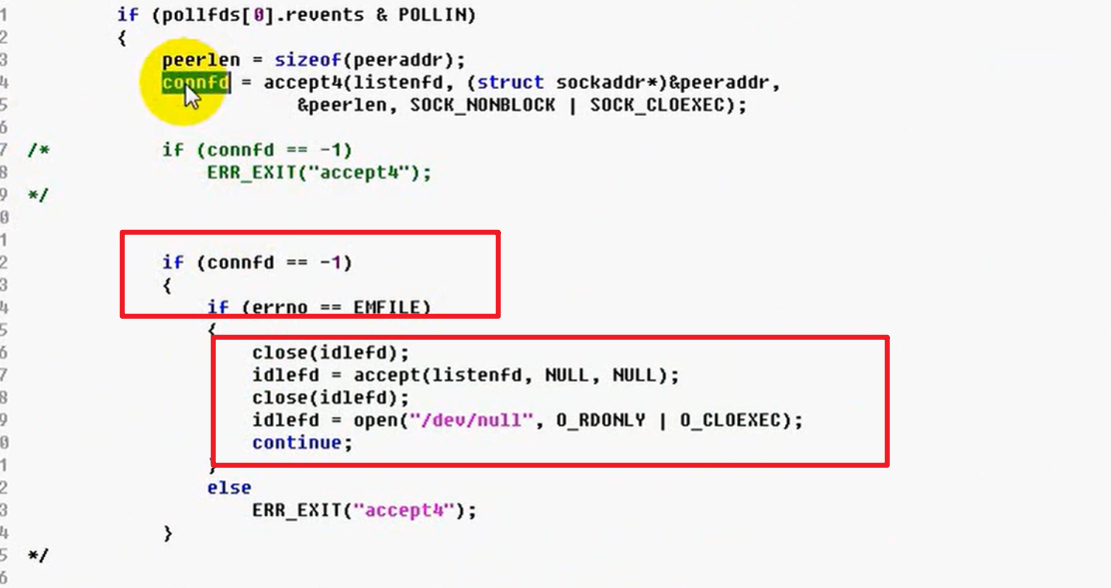 1 if (pollfds[0].revents & POLLIN)
2 {
3 peerlen = sizeof(peeraddr);
4 connfd = accept4(listenfd, (struct sockaddr*)&peeraddr,
5 &peerlen, SOCK_NONBLOCK | SOCK_CLOEXEC);
6
7 /* if (connfd == -1)
8 ERR_EXIT("accept4");
9 */
0
1
2 if (connfd == -1)
3 {
4 if (errno == EMFILE)
5 {
6 close(idlefd);
7 idlefd = accept(listenfd, NULL, NULL);
8 close(idlefd);
9 idlefd = open("/dev/null", O_RDONLY | O_CLOEXEC);
0 continue;
1 }
2 else
3 ERR_EXIT("accept4");
4 }
5 */
6